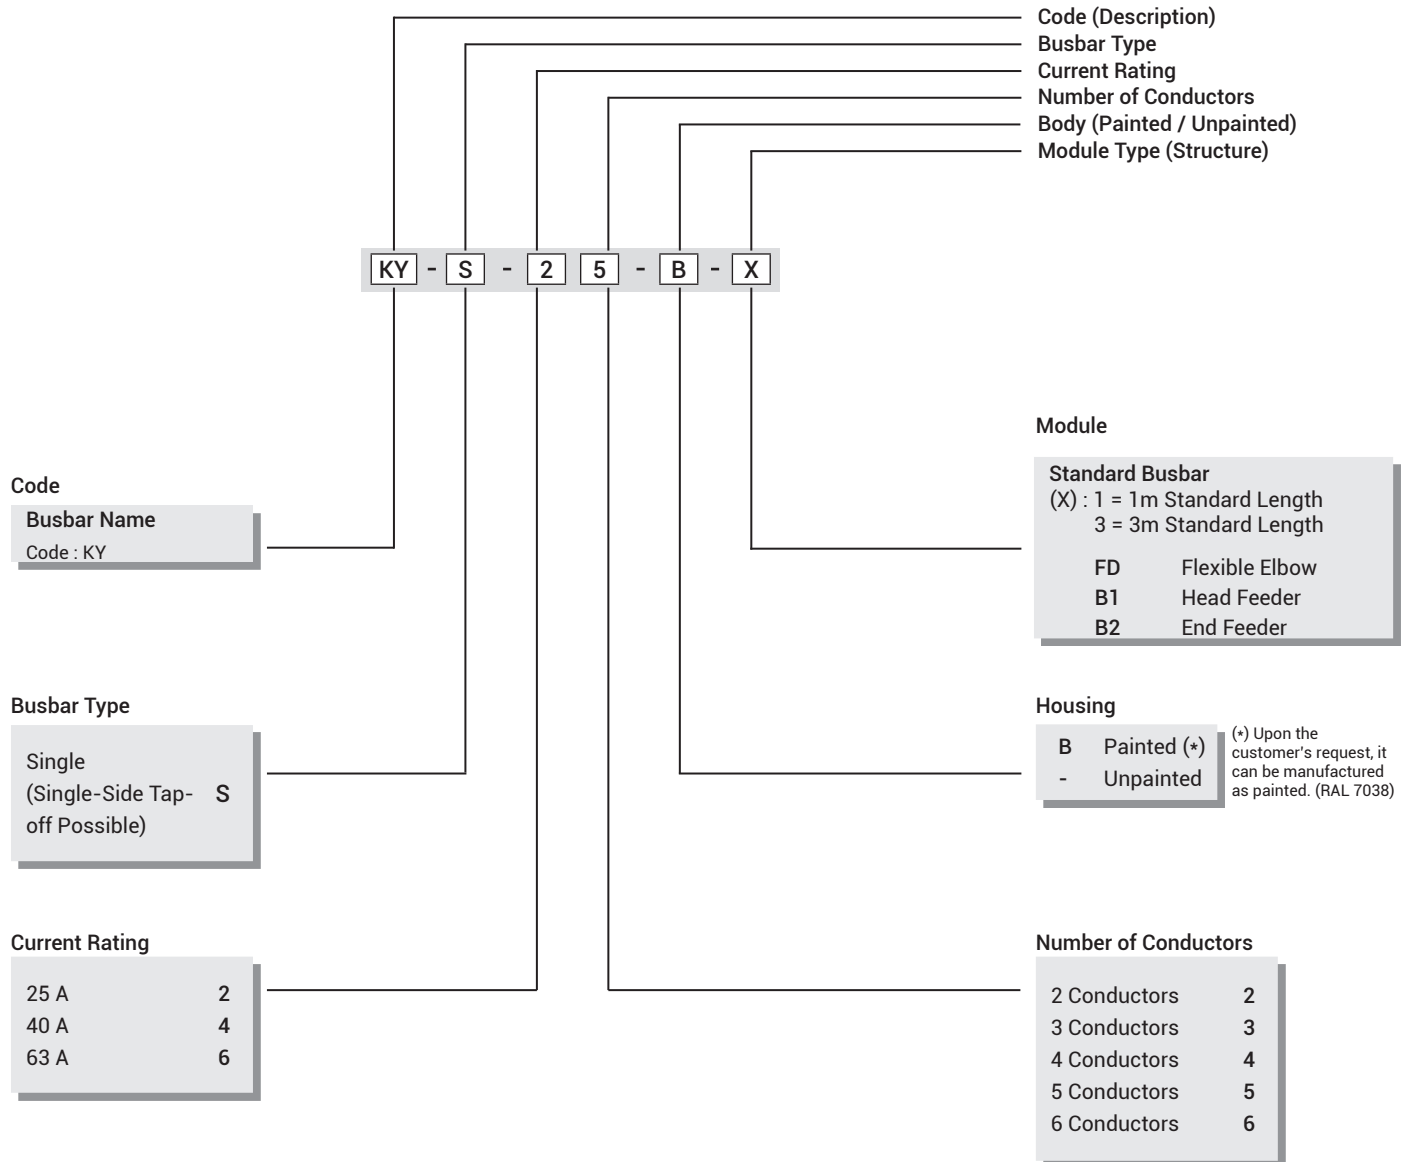 Code (Description)
Busbar Type
Current Rating
Number of Conductors
Body (Painted / Unpainted)
Module Type (Structure)
KY - S - 2 5 - B - X
Module
Standard Busbar
(X) : 1 = 1m Standard Length
3 = 3m Standard Length
FD Flexible Elbow
B1 Head Feeder
B2 End Feeder
Code
Busbar Name
Code : KY
Busbar Type
Single
(Single-Side Tap- S
off Possible)
Housing
B Painted (*)
- Unpainted
(*) Upon the
customer's request, it
can be manufactured
as painted. (RAL 7038)
Current Rating
25 A 2
40 A 4
63 A 6
Number of Conductors
2 Conductors 2
3 Conductors 3
4 Conductors 4
5 Conductors 5
6 Conductors 6